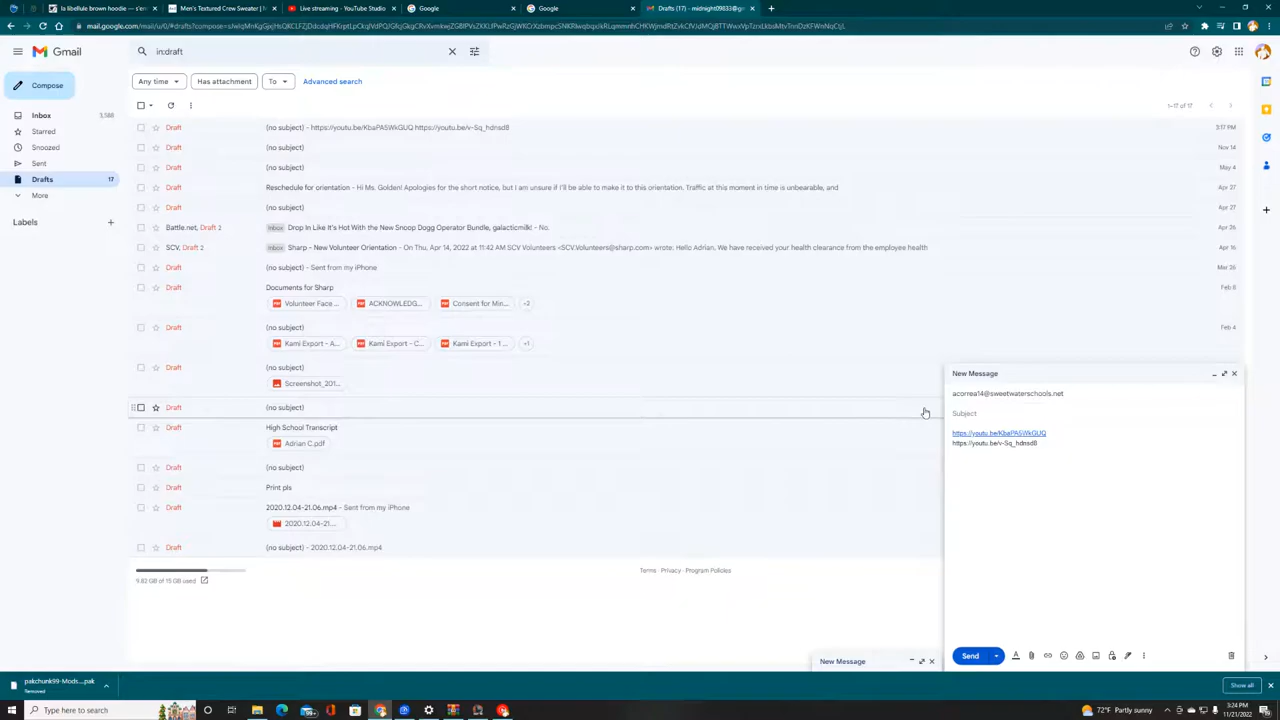 la libellule brown hoodie — s'en
Men's Textured Crew Sweater | M
Live streaming - YouTube Studio
Google
Google
Drafts (17) - midnight09833@gm
Gmail
in:draft
Compose
Any time
Has attachment
To
Advanced search
Inbox 3,588
Starred
Snoozed
Sent
Drafts 17
More
Labels
1–17 of 17
Draft (no subject) - https://youtu.be/KbaPA5WkGUQ https://youtu.be/v-Sq_hdnsd8 3:17 PM
Draft (no subject) Nov 14
Draft (no subject) May 4
Draft Reschedule for orientation - Hi Ms. Golden! Apologies for the short notice, but I am unsure if I'll be able to make it to this orientation. Traffic at this moment in time is unbearable, and Apr 27
Draft (no subject) Apr 27
Battle.net, Draft 2 Inbox Drop In Like It's Hot With the New Snoop Dogg Operator Bundle, galacticmilk! - No. Apr 26
SCV, Draft 2 Inbox Sharp - New Volunteer Orientation - On Thu, Apr 14, 2022 at 11:42 AM SCV Volunteers <SCV.Volunteers@sharp.com> wrote: Hello Adrian, We have received your health clearance from the employee health Apr 16
Draft (no subject) - Sent from my iPhone Mar 26
Draft Documents for Sharp Feb 8
Volunteer Face ... ACKNOWLEDG... Consent for Min... +3
Draft (no subject) Feb 4
Kami Export - A... Kami Export - C... Kami Export - 1 ... +1
Draft (no subject)
Screenshot_201...
Draft (no subject)
Draft High School Transcript
Adrian C.pdf
Draft (no subject)
Draft Print pls
Draft 2020.12.04-21.06.mp4 - Sent from my iPhone
2020.12.04-21....
Draft (no subject) - 2020.12.04-21.06.mp4
9.82 GB of 15 GB used
Terms · Privacy · Program Policies
New Message
New Message
acorrea14@sweetwaterschools.net
Subject
https://youtu.be/KbaPA5WkGUQ
https://youtu.be/v-Sq_hdnsd8
Send
pakchunk99-Mods....pak
Removed
Show all
Type here to search
72°F Partly sunny
3:24 PM
11/21/2022